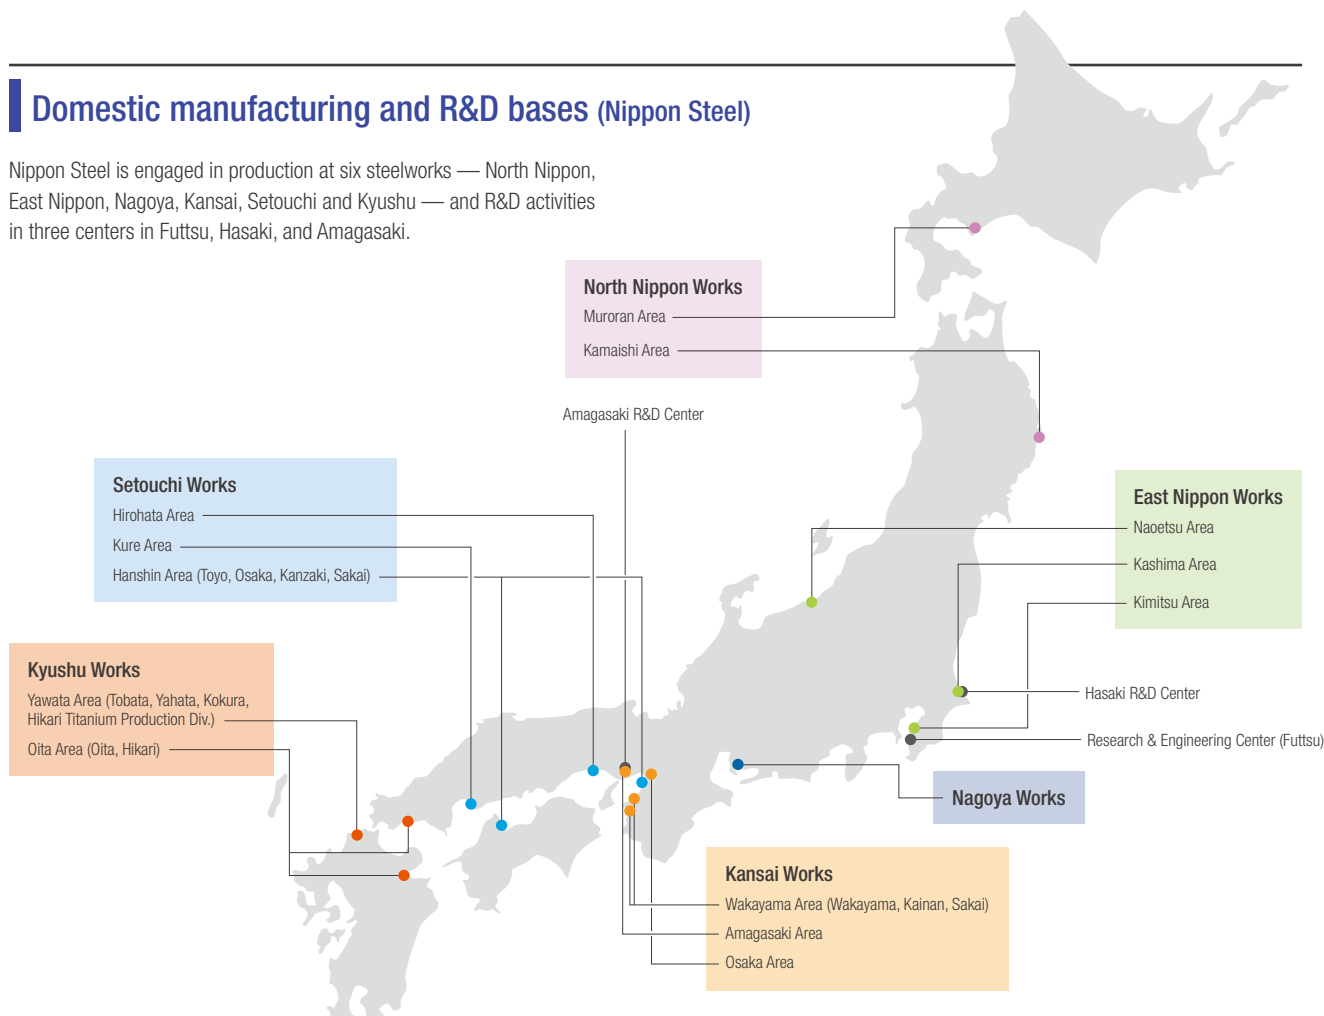 Domestic manufacturing and R&D bases (Nippon Steel)
Nippon Steel is engaged in production at six steelworks — North Nippon,
East Nippon, Nagoya, Kansai, Setouchi and Kyushu — and R&D activities
in three centers in Futtsu, Hasaki, and Amagasaki.
North Nippon Works
Muroran Area
Kamaishi Area
Amagasaki R&D Center
Setouchi Works
Hirohata Area
Kure Area
Hanshin Area (Toyo, Osaka, Kanzaki, Sakai)
East Nippon Works
Naoetsu Area
Kashima Area
Kimitsu Area
Kyushu Works
Yawata Area (Tobata, Yahata, Kokura,
Hikari Titanium Production Div.)
Oita Area (Oita, Hikari)
Hasaki R&D Center
Research & Engineering Center (Futtsu)
Nagoya Works
Kansai Works
Wakayama Area (Wakayama, Kainan, Sakai)
Amagasaki Area
Osaka Area